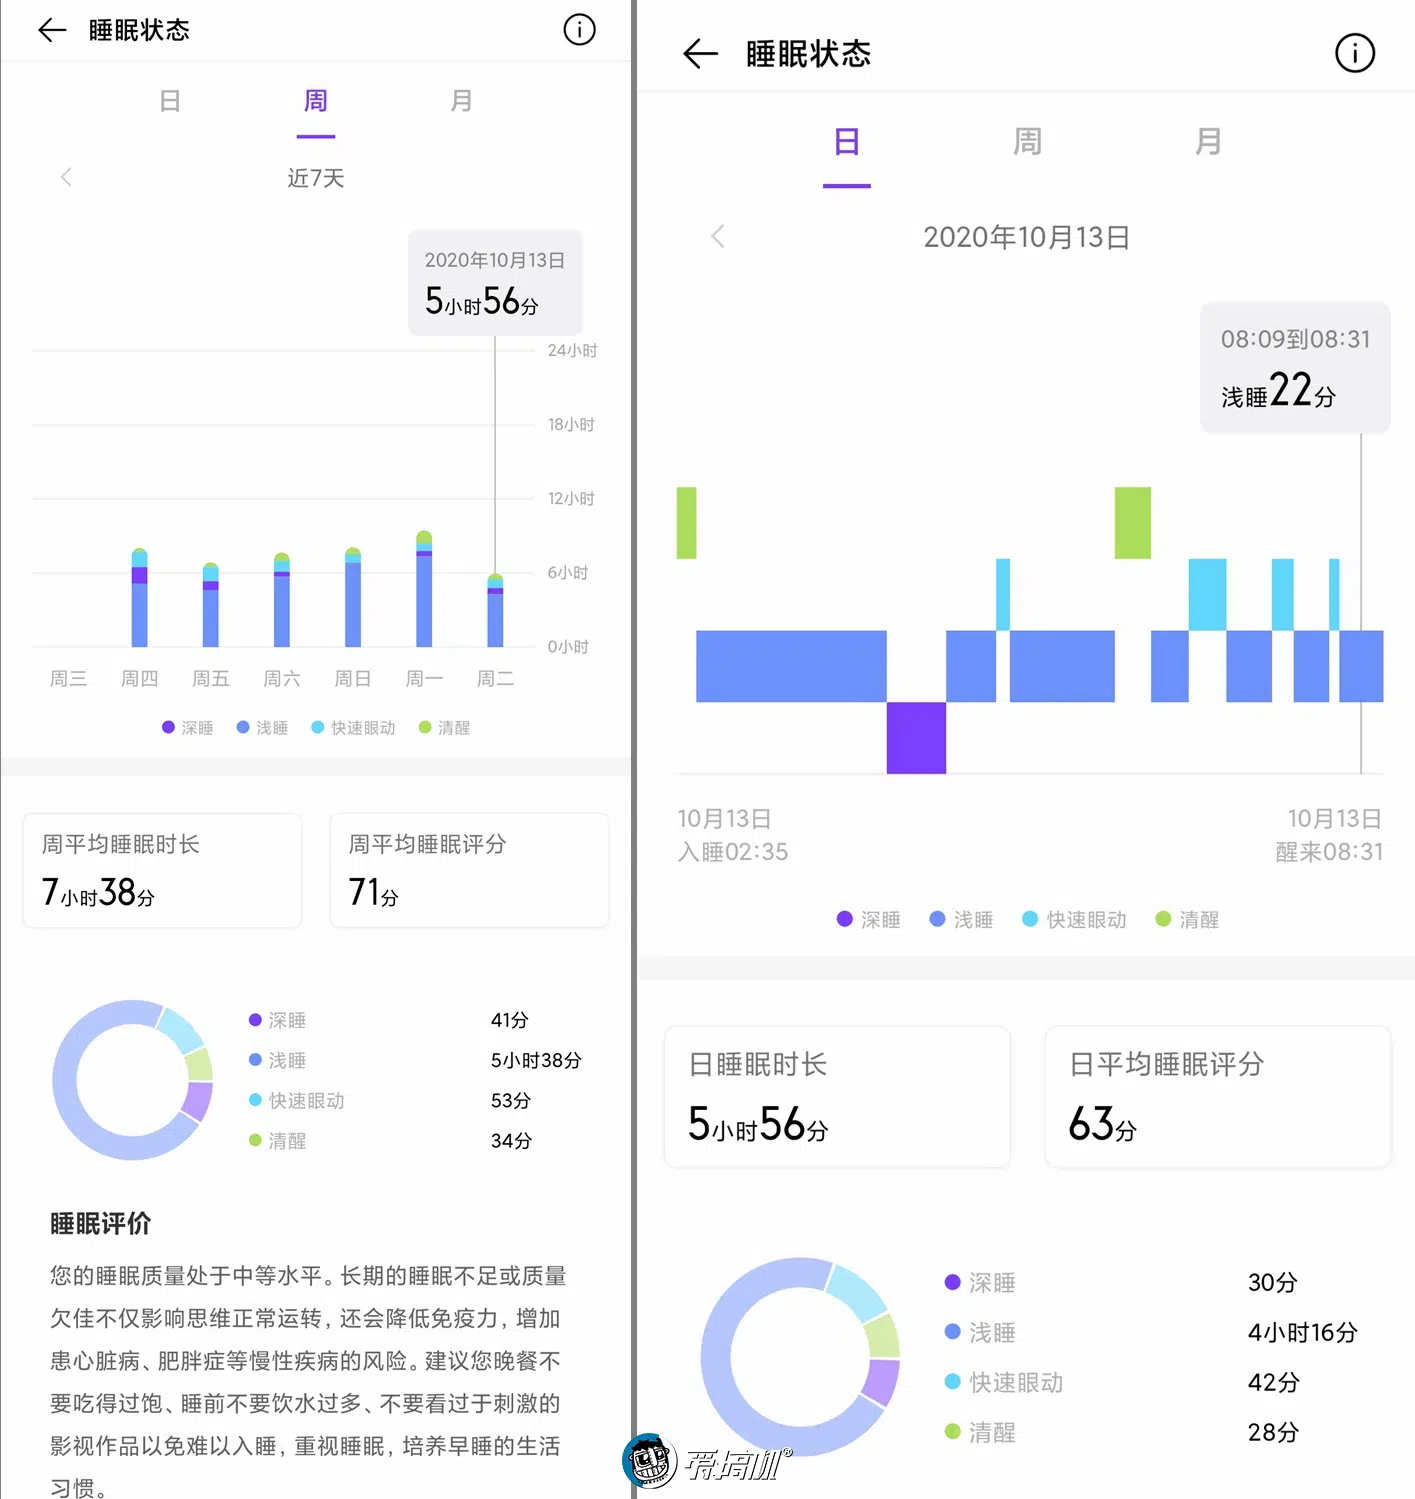 睡眠状态
日
周
月
近7天
2020年10月13日
5小时56分
24小时
18小时
12小时
6小时
0小时
周三 周四 周五 周六 周日 周一 周二
深睡 浅睡 快速眼动 清醒
周平均睡眠时长
7小时38分
周平均睡眠评分
71分
深睡 41分
浅睡 5小时38分
快速眼动 53分
清醒 34分
睡眠评价
您的睡眠质量处于中等水平。长期的睡眠不足或质量
欠佳不仅影响思维正常运转，还会降低免疫力，增加
患心脏病、肥胖症等慢性疾病的风险。建议您晚餐不
要吃得过饱、睡前不要饮水过多、不要看过于刺激的
影视作品以免难以入睡，重视睡眠，培养早睡的生活
习惯。
睡眠状态
日
周
月
2020年10月13日
08:09到08:31
浅睡22分
10月13日
入睡02:35
10月13日
醒来08:31
深睡 浅睡 快速眼动 清醒
日睡眠时长
5小时56分
日平均睡眠评分
63分
深睡 30分
浅睡 4小时16分
快速眼动 42分
清醒 28分
爱搞机®